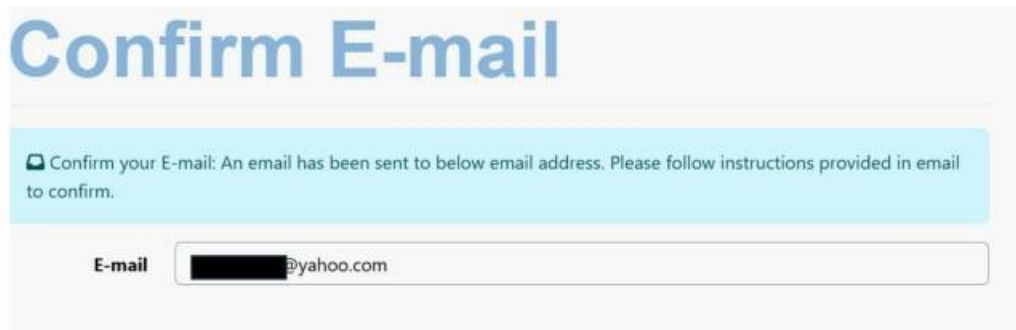 Confirm E-mail
Confirm your E-mail: An email has been sent to below email address. Please follow instructions provided in email
to confirm.
E-mail
@yahoo.com